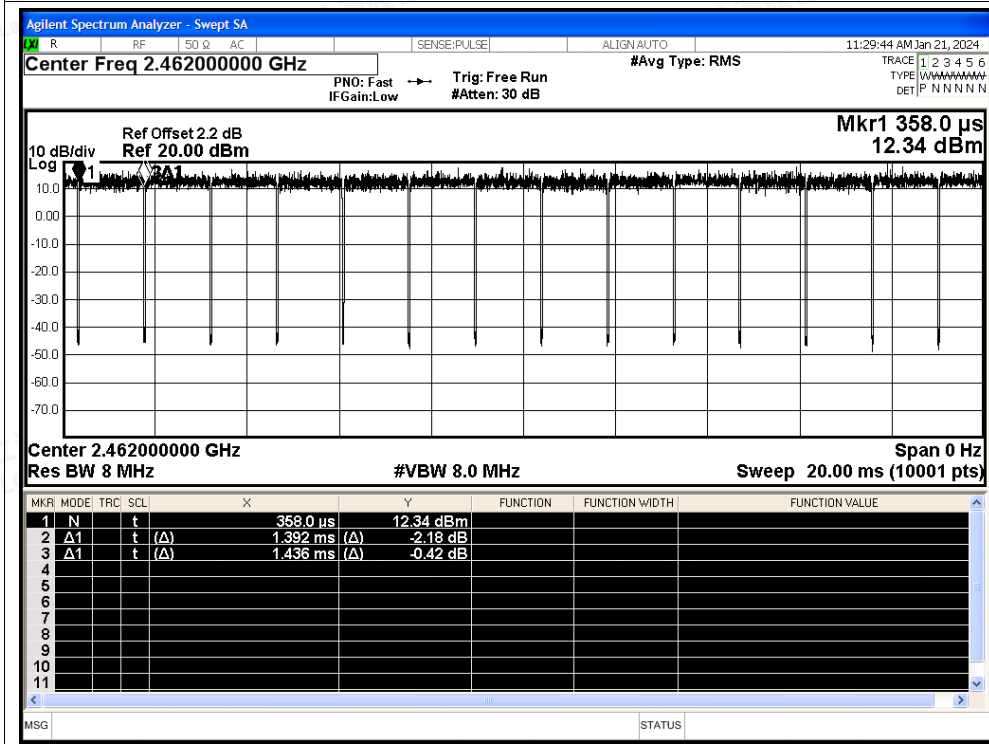 Agilent Spectrum Analyzer - Swept SA
LXI R RF 50 Ω AC SENSE:PULSE ALIGN AUTO 11:29:44 AM Jan 21, 2024
Center Freq 2.462000000 GHz #Avg Type: RMS TRACE 1 2 3 4 5 6
PNO: Fast Trig: Free Run TYPE W
IFGain:Low #Atten: 30 dB DET P N N N N N
Mkr1 358.0 µs
Ref Offset 2.2 dB
10 dB/div Ref 20.00 dBm 12.34 dBm
Log
1 3Δ1
10.0
0.00
-10.0
-20.0
-30.0
-40.0
-50.0
-60.0
-70.0
Center 2.462000000 GHz Span 0 Hz
Res BW 8 MHz #VBW 8.0 MHz Sweep 20.00 ms (10001 pts)
MKR MODE TRC SCL X Y FUNCTION FUNCTION WIDTH FUNCTION VALUE
1 N t 358.0 µs 12.34 dBm
2 Δ1 t (Δ) 1.392 ms (Δ) -2.18 dB
3 Δ1 t (Δ) 1.436 ms (Δ) -0.42 dB
4
5
6
7
8
9
10
11
MSG STATUS